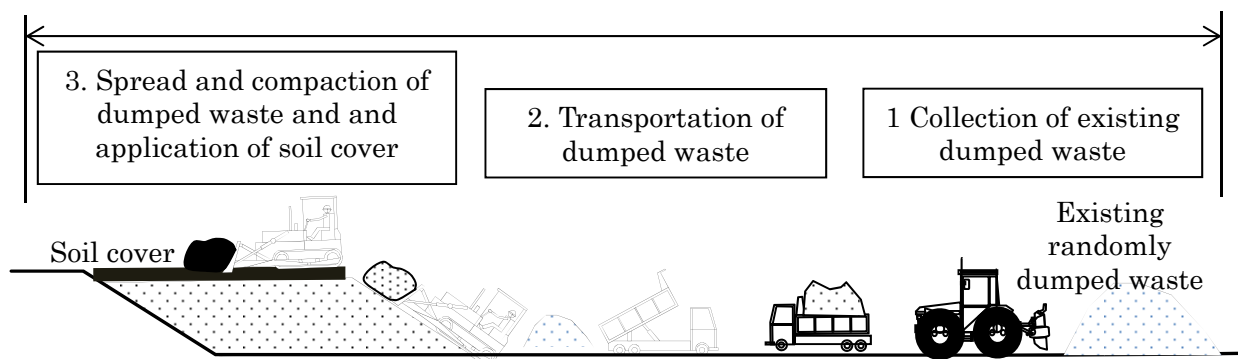 3. Spread and compaction of
dumped waste and and
application of soil cover
2. Transportation of
dumped waste
1 Collection of existing
dumped waste
Soil cover
Existing
randomly
dumped waste